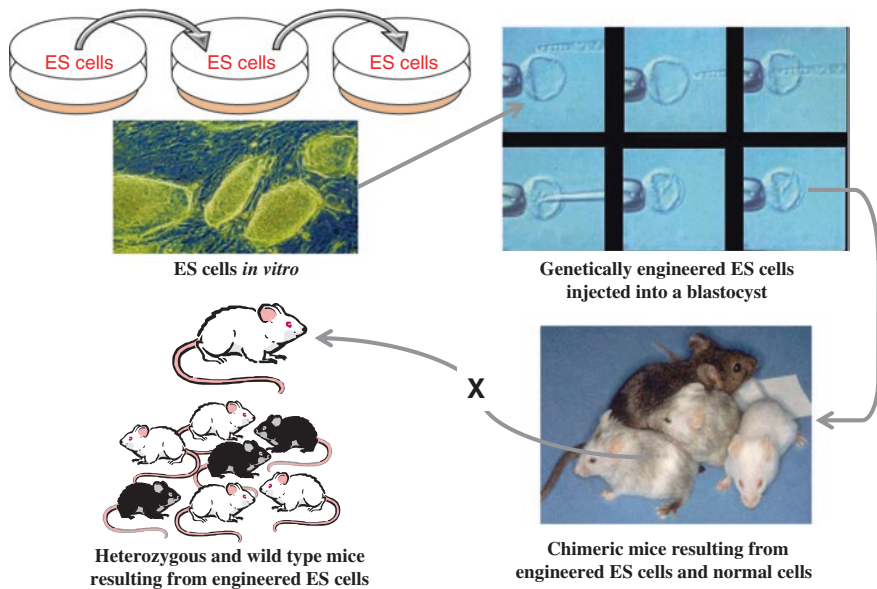 ES cells
ES cells
ES cells
ES cells in vitro
Genetically engineered ES cells
injected into a blastocyst
X
Chimeric mice resulting from
engineered ES cells and normal cells
Heterozygous and wild type mice
resulting from engineered ES cells